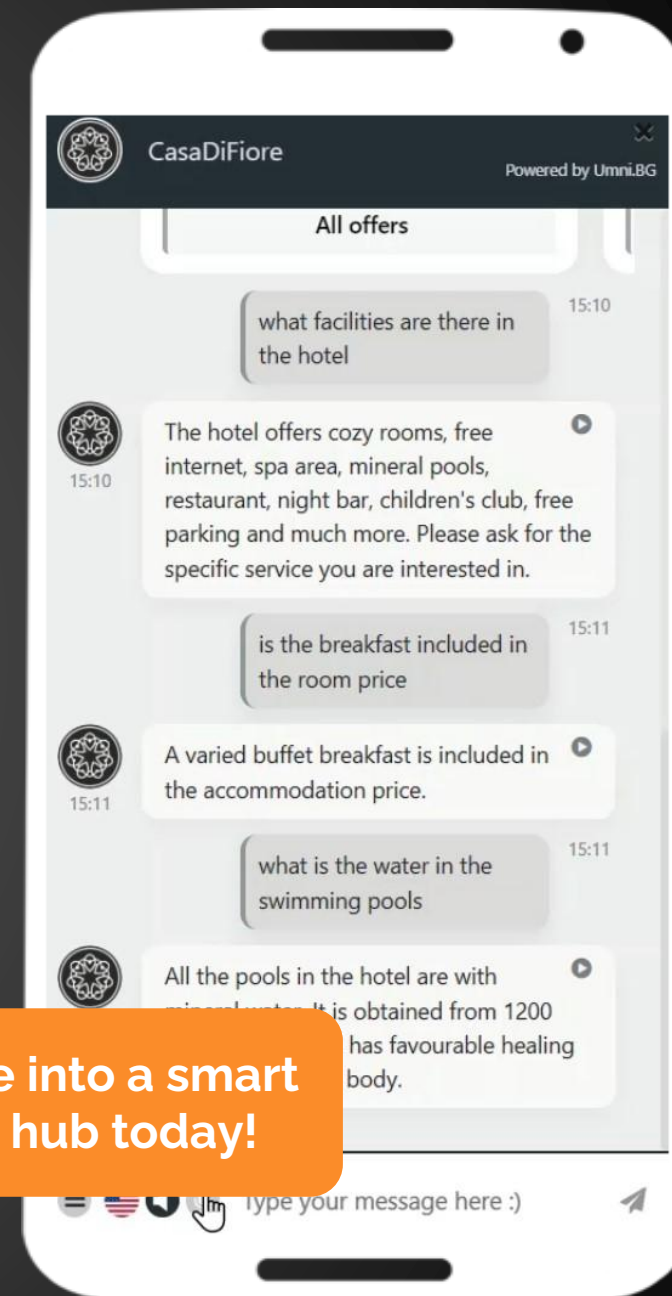 CasaDiFiore
Powered by Umni.BG
All offers
15:10
what facilities are there in
the hotel
The hotel offers cozy rooms, free
internet, spa area, mineral pools,
restaurant, night bar, children's club, free
parking and much more. Please ask for the
specific service you are interested in.
15:10
15:11
is the breakfast included in
the room price
A varied buffet breakfast is included in
the accommodation price.
15:11
15:11
what is the water in the
swimming pools
All the pools in the hotel are with
mineral water. It is obtained from 1200
has favourable healing
body.
e into a smart
hub today!
Type your message here :)